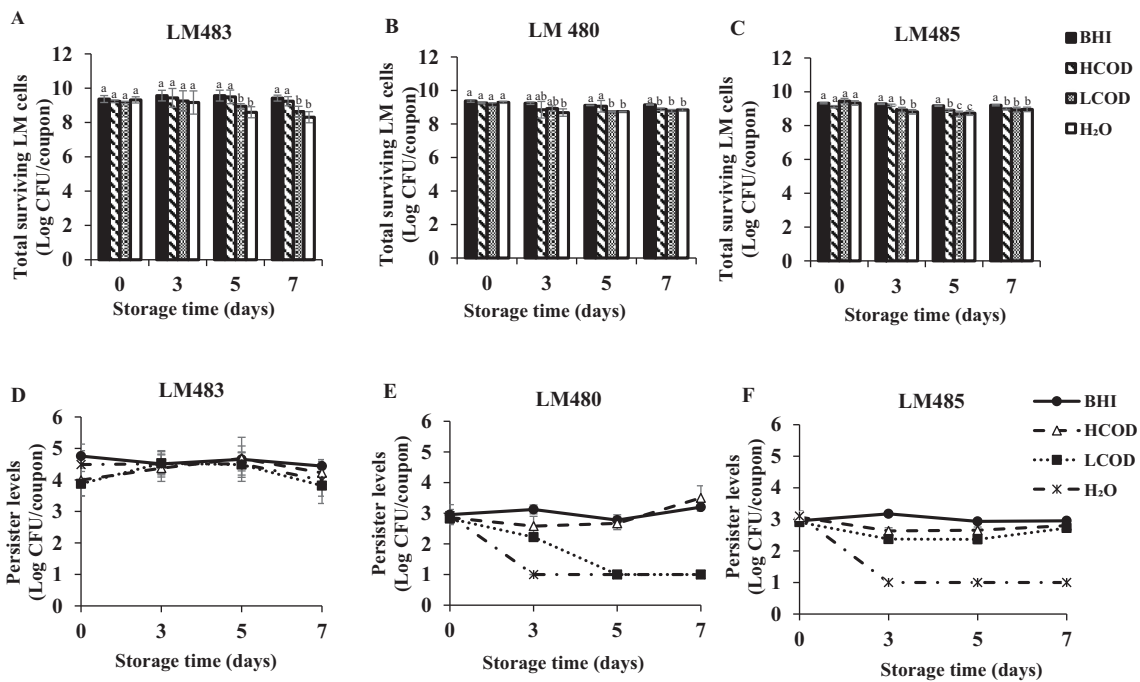 A
LM483
Total surviving LM cells
(Log CFU/coupon)
12
10
8
6
4
2
0
a a a a
a a a a
a a b b
a a b b
0 3 5 7
Storage time (days)
B
LM 480
Total surviving LM cells
(Log CFU/coupon)
12
10
8
6
4
2
0
a a a a
a ab ab b
a a b b
a b b b
0 3 5 7
Storage time (days)
C
LM485
Total surviving LM cells
(Log CFU/coupon)
12
10
8
6
4
2
0
a a a a
a a b b
a b c c
a b b b
0 3 5 7
Storage time (days)
BHI
HCOD
LCOD
H₂O
D
LM483
Persister levels
(Log CFU/coupon)
6
5
4
3
2
1
0
0 3 5 7
Storage time (days)
E
LM480
Persister levels
(Log CFU/coupon)
6
5
4
3
2
1
0
0 3 5 7
Storage time (days)
F
LM485
Persister levels
(Log CFU/coupon)
6
5
4
3
2
1
0
0 3 5 7
Storage time (days)
BHI
HCOD
LCOD
H₂O